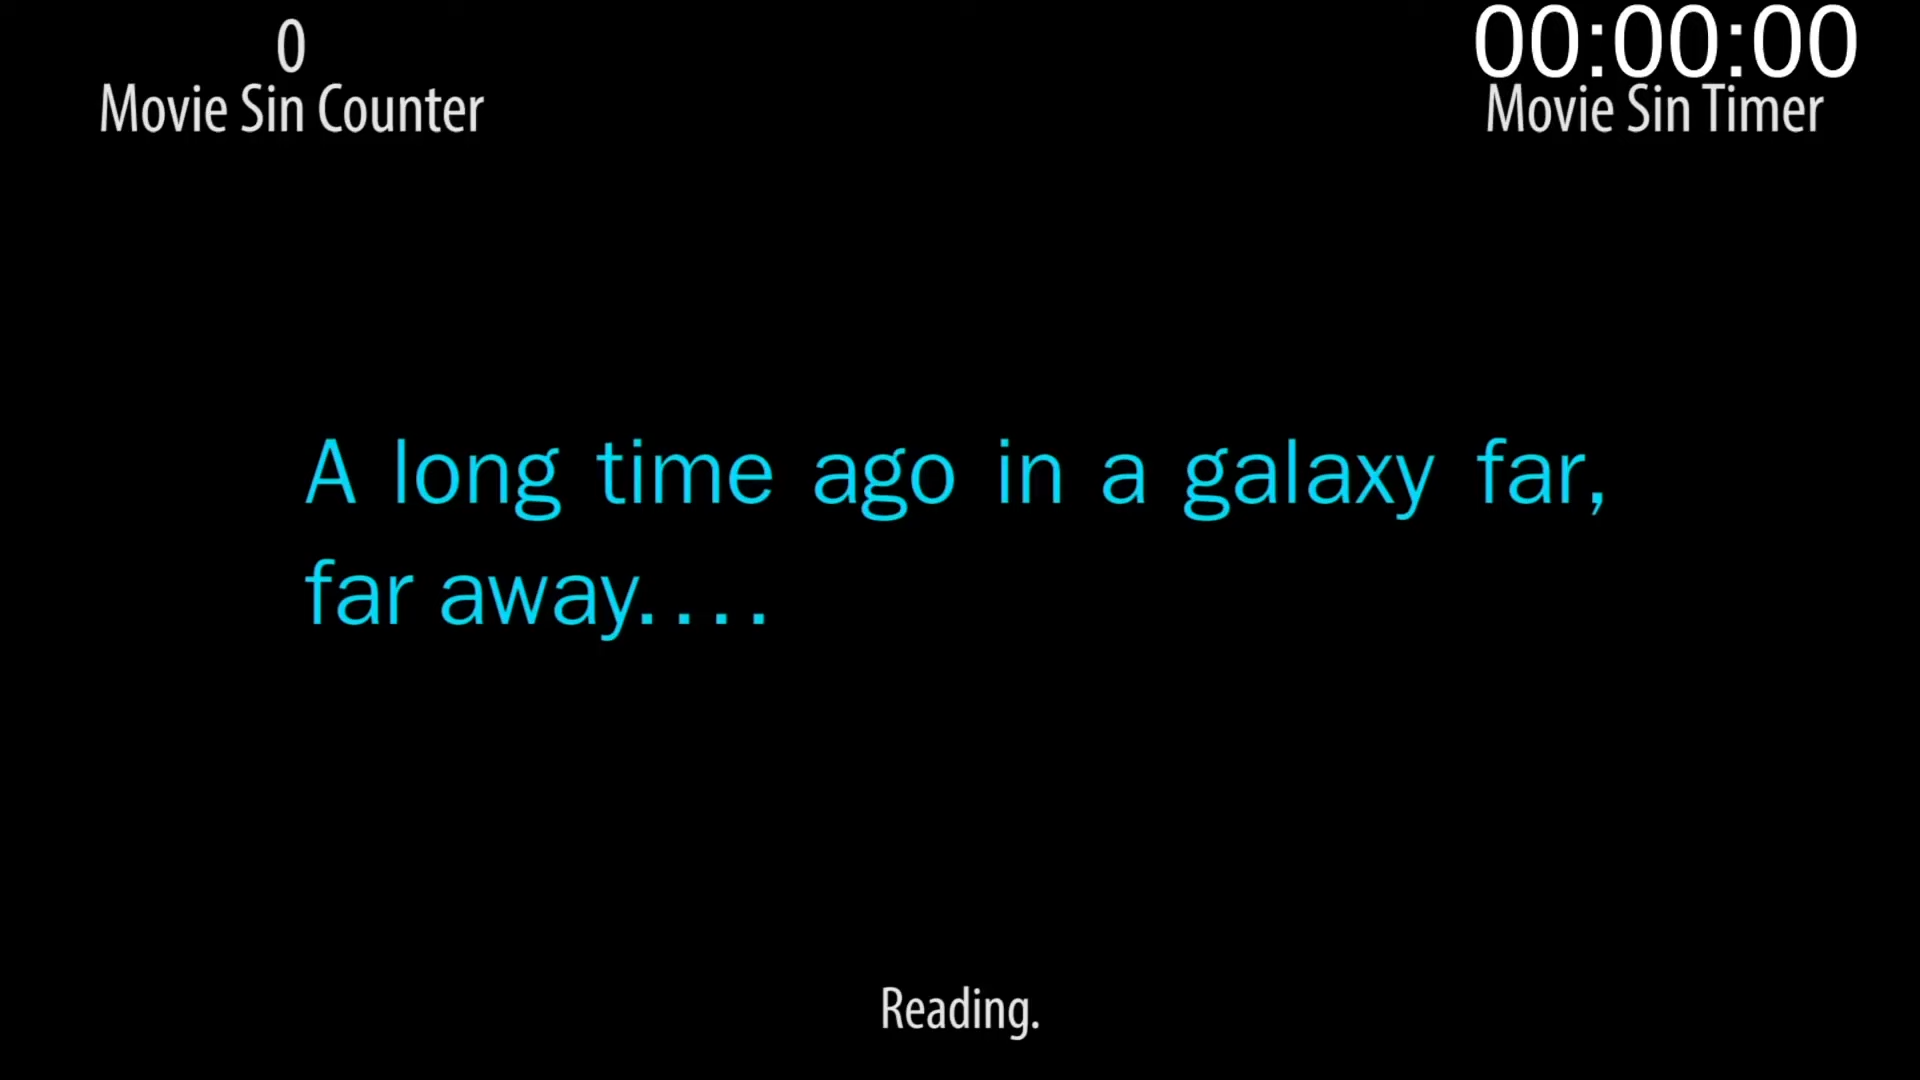 0
Movie Sin Counter
00:00:00
Movie Sin Timer
A long time ago in a galaxy far,
far away....
Reading.